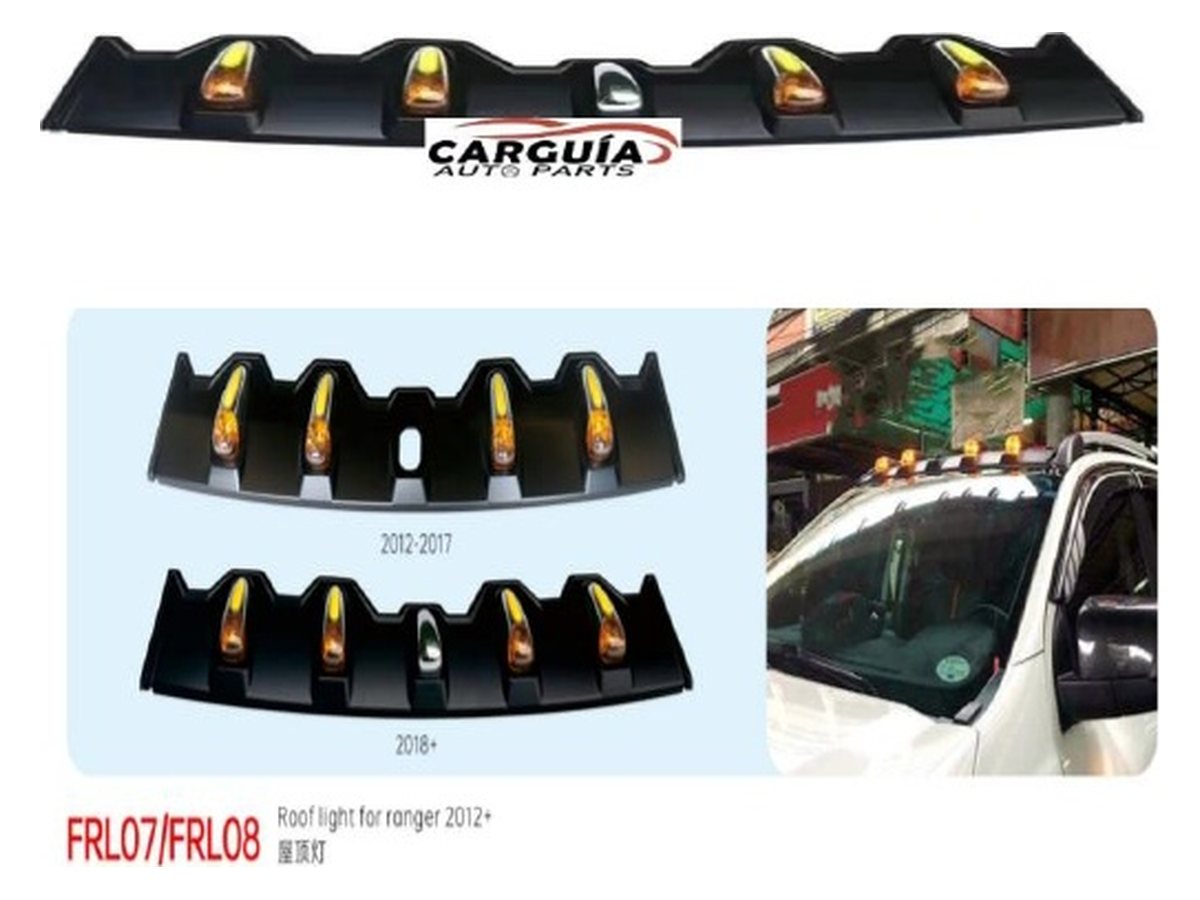 CARGUÍA
AUTO PARTS
2012-2017
2018+
FRL07/FRL08
Roof light for ranger 2012+
屋顶灯